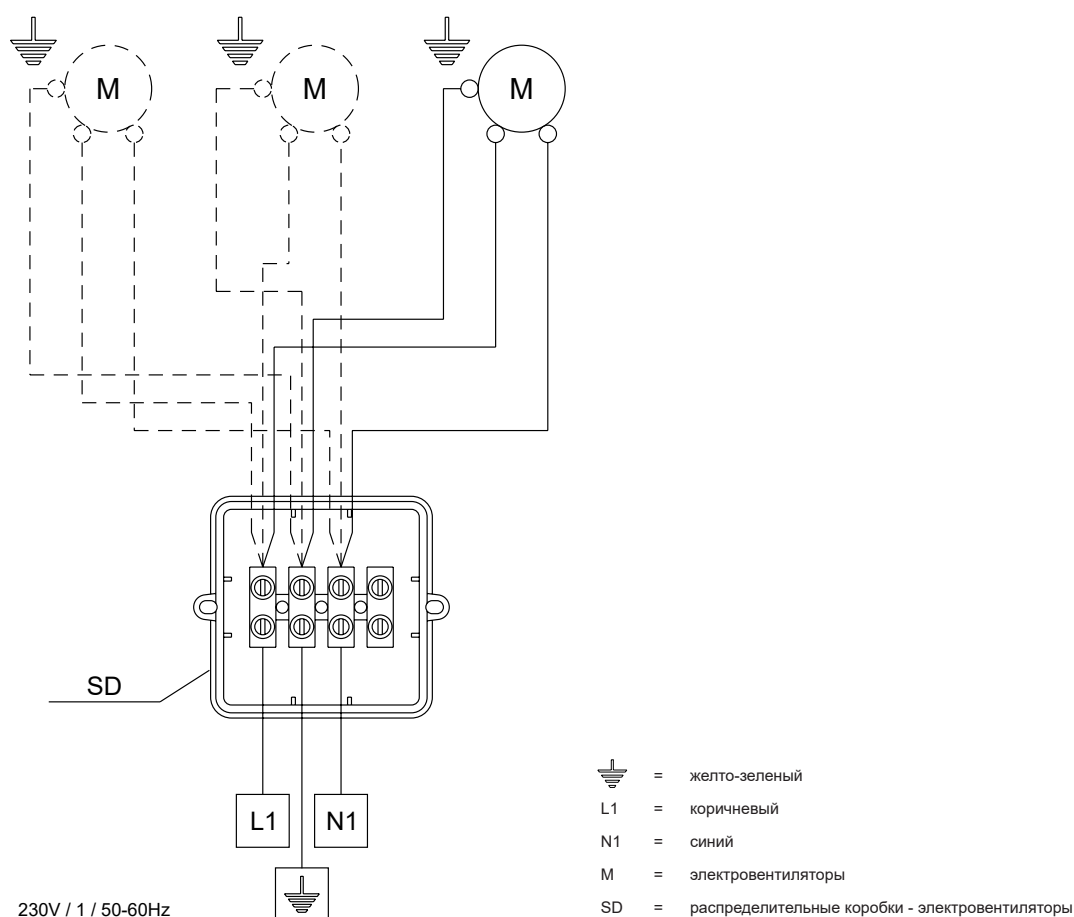 M M M
SD
L1 N1
230V / 1 / 50-60Hz
= желто-зеленый
L1 = коричневый
N1 = синий
M = электровентиляторы
SD = распределительные коробки - электровентиляторы